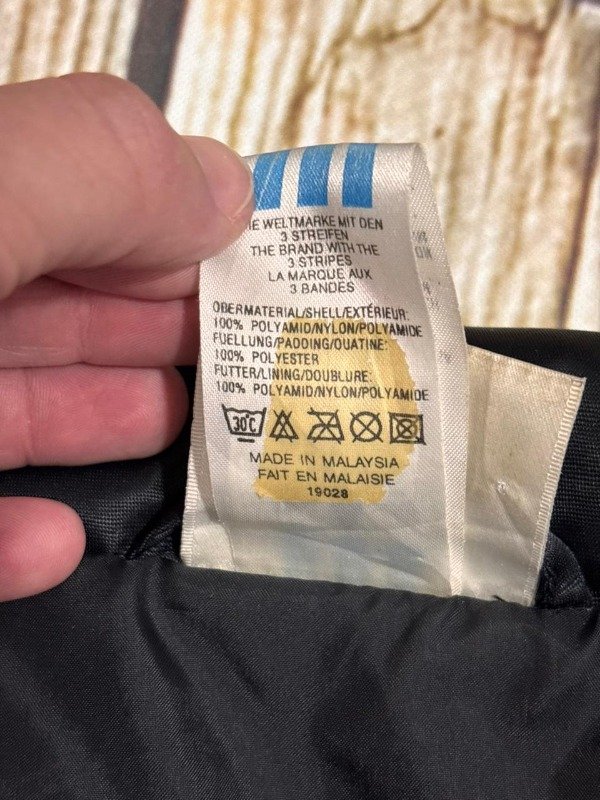 WELTMARKE MIT DEN
3 STREIFEN
THE BRAND WITH THE
3 STRIPES
LA MARQUE AUX
3 BANDES
OBERMATERIAL/SHELL/EXTÉRIEUR:
100% POLYAMID/NYLON/POLYAMIDE
FUELLUNG/PADDING/OUATINE:
100% POLYESTER
FUTTER/LINING/DOUBLURE:
100% POLYAMID/NYLON/POLYAMIDE
30°C
MADE IN MALAYSIA
FAIT EN MALAISIE
19028